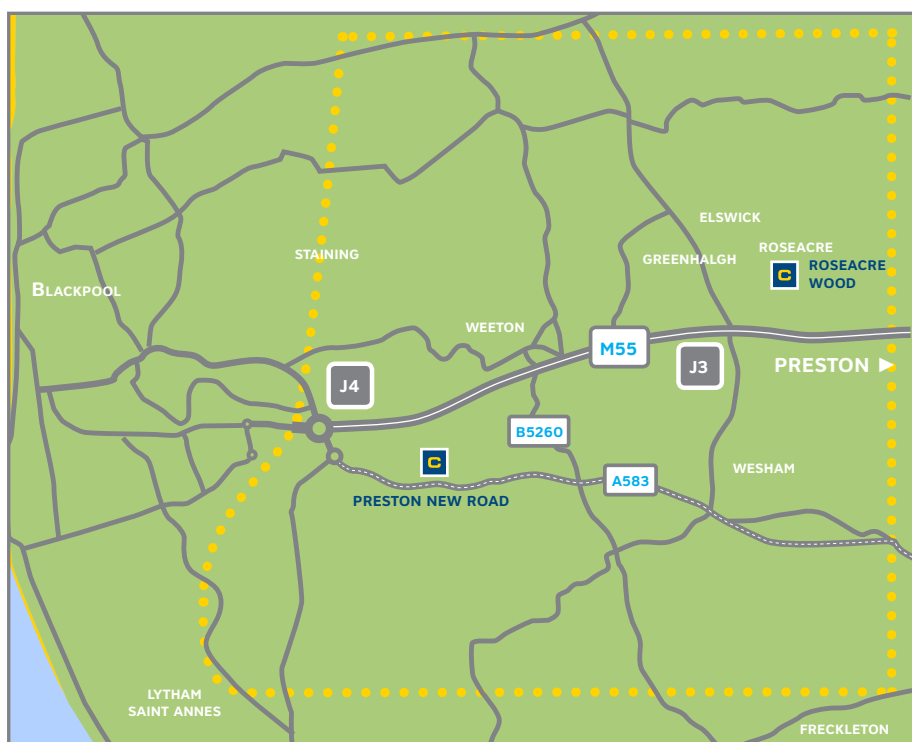 ELSWICK
ROSEACRE
STAINING
GREENHALGH
C
ROSEACRE
WOOD
BLACKPOOL
WEETON
M55
J3
PRESTON ▶
J4
B5260
C
WESHAM
A583
PRESTON NEW ROAD
LYTHAM
SAINT ANNES
FRECKLETON